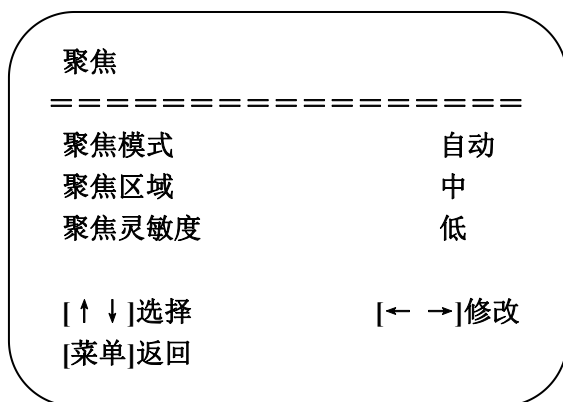 聚焦
=================
聚焦模式 自动
聚焦区域 中
聚焦灵敏度 低
[↑ ↓]选择 [← →]修改
[菜单]返回